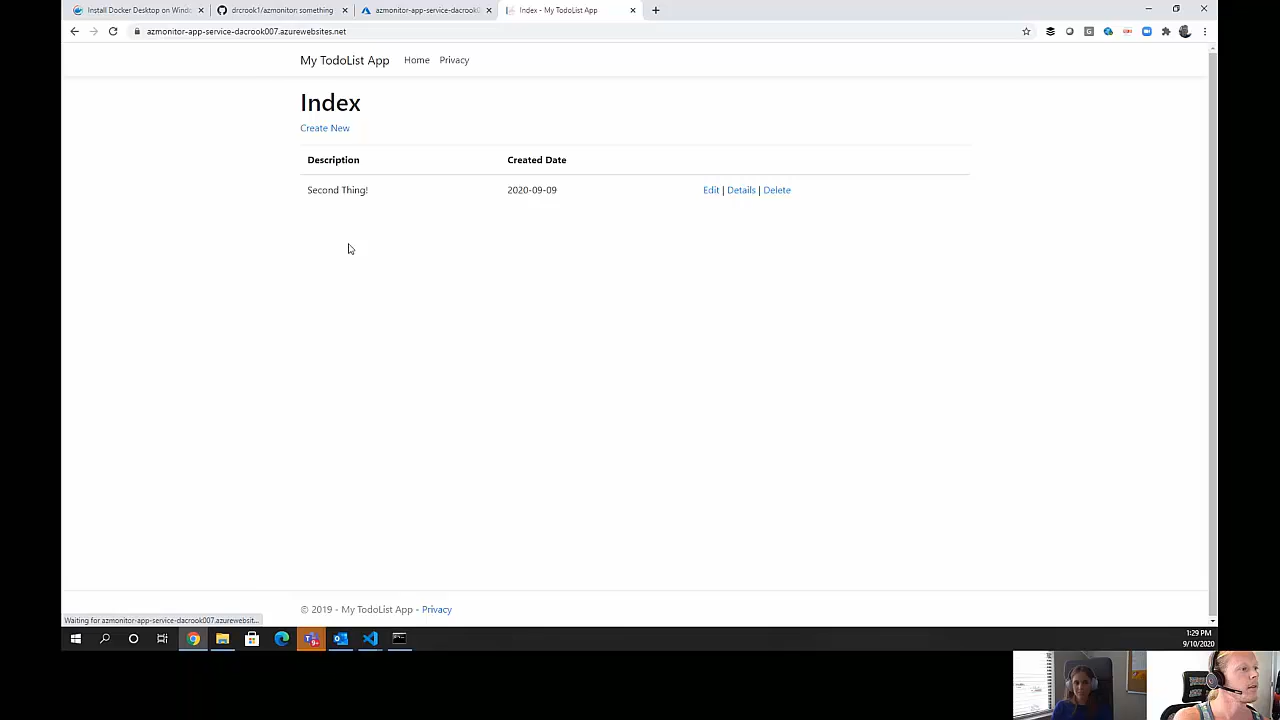 Install Docker Desktop on Windo
drcrook1/azmonitor: something
azmonitor-app-service-dacrook0
Index - My TodoList App
azmonitor-app-service-dacrook007.azurewebsites.net
My TodoList App Home Privacy
Index
Create New
Description Created Date
Second Thing! 2020-09-09 Edit | Details | Delete
© 2019 - My TodoList App - Privacy
Waiting for azmonitor-app-service-dacrook007.azurewebsit...
1:29 PM
9/10/2020